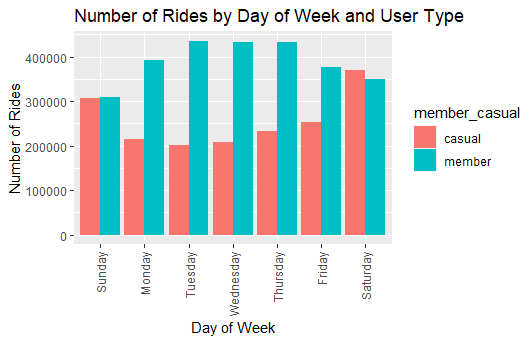 Number of Rides by Day of Week and User Type
Number of Rides
400000
300000
200000
100000
0
Sunday
Monday
Tuesday
Wednesday
Thursday
Friday
Saturday
Day of Week
member_casual
casual
member